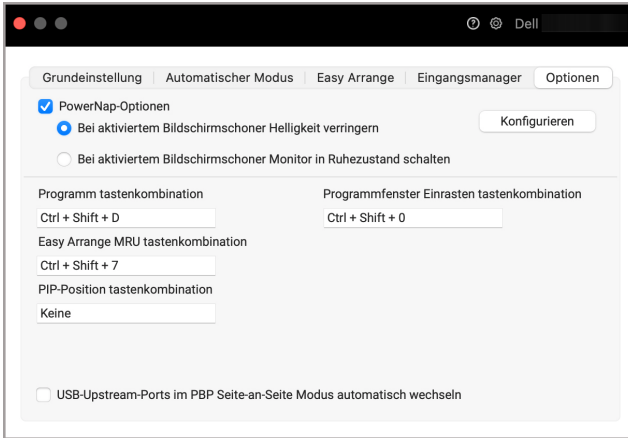 Dell
Grundeinstellung Automatischer Modus Easy Arrange Eingangsmanager Optionen
PowerNap-Optionen
Bei aktiviertem Bildschirmschoner Helligkeit verringern
Konfigurieren
Bei aktiviertem Bildschirmschoner Monitor in Ruhezustand schalten
Programm tastenkombination Programmfenster Einrasten tastenkombination
Ctrl + Shift + D Ctrl + Shift + 0
Easy Arrange MRU tastenkombination
Ctrl + Shift + 7
PIP-Position tastenkombination
Keine
USB-Upstream-Ports im PBP Seite-an-Seite Modus automatisch wechseln